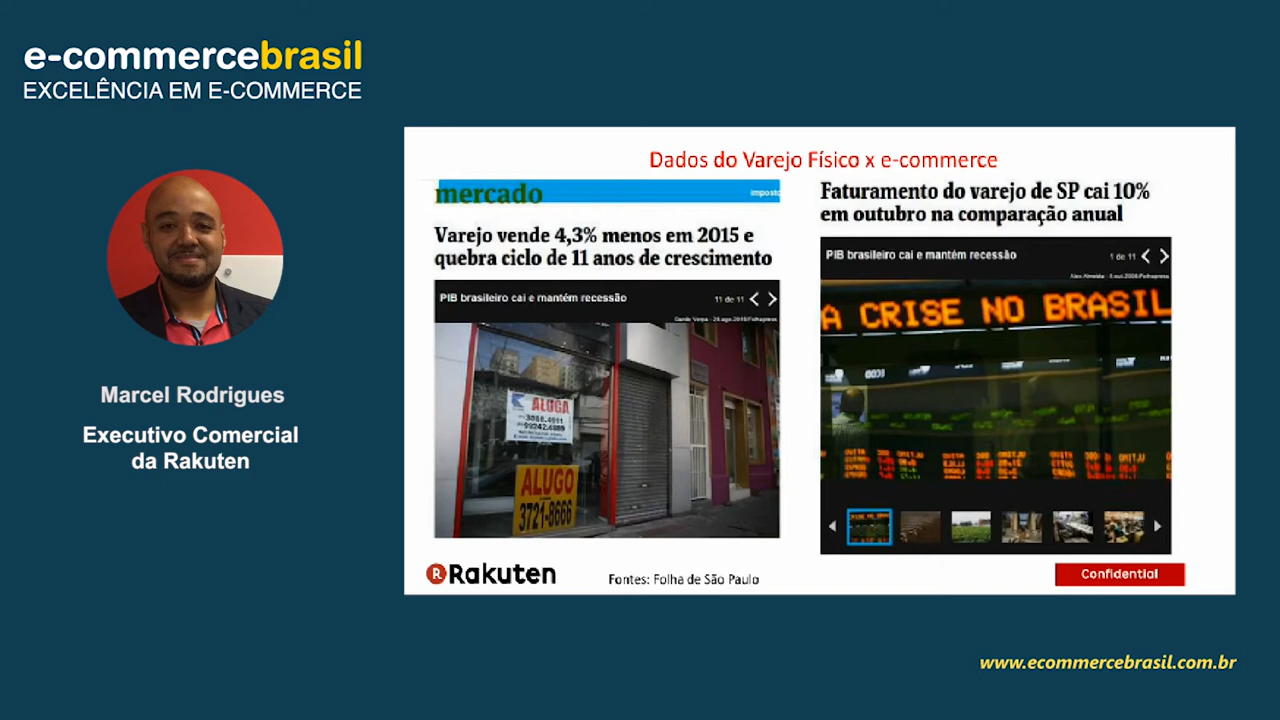 e-commercebrasil
EXCELÊNCIA EM E-COMMERCE
Marcel Rodrigues
Executivo Comercial
da Rakuten
Dados do Varejo Físico x e-commerce
mercado
imposto
Varejo vende 4,3% menos em 2015 e
quebra ciclo de 11 anos de crescimento
PIB brasileiro cai e mantém recessão
11 de 11
ALUGA
ALUGO
3721-8666
Faturamento do varejo de SP cai 10%
em outubro na comparação anual
PIB brasileiro cai e mantém recessão
1 de 11
A CRISE NO BRASIL
Rakuten
Fontes: Folha de São Paulo
Confidential
www.ecommercebrasil.com.br